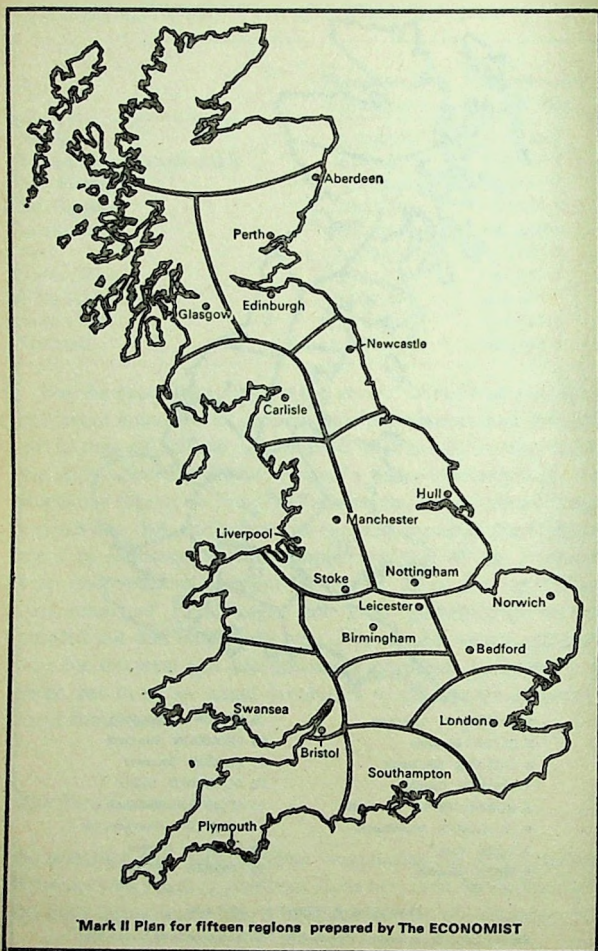 Aberdeen
Perth
Edinburgh
Glasgow
Newcastle
Carlisle
Hull
Manchester
Liverpool
Stoke
Nottingham
Leicester
Norwich
Birmingham
Bedford
Swansea
London
Bristol
Southampton
Plymouth
Mark II Plan for fifteen regions prepared by The ECONOMIST